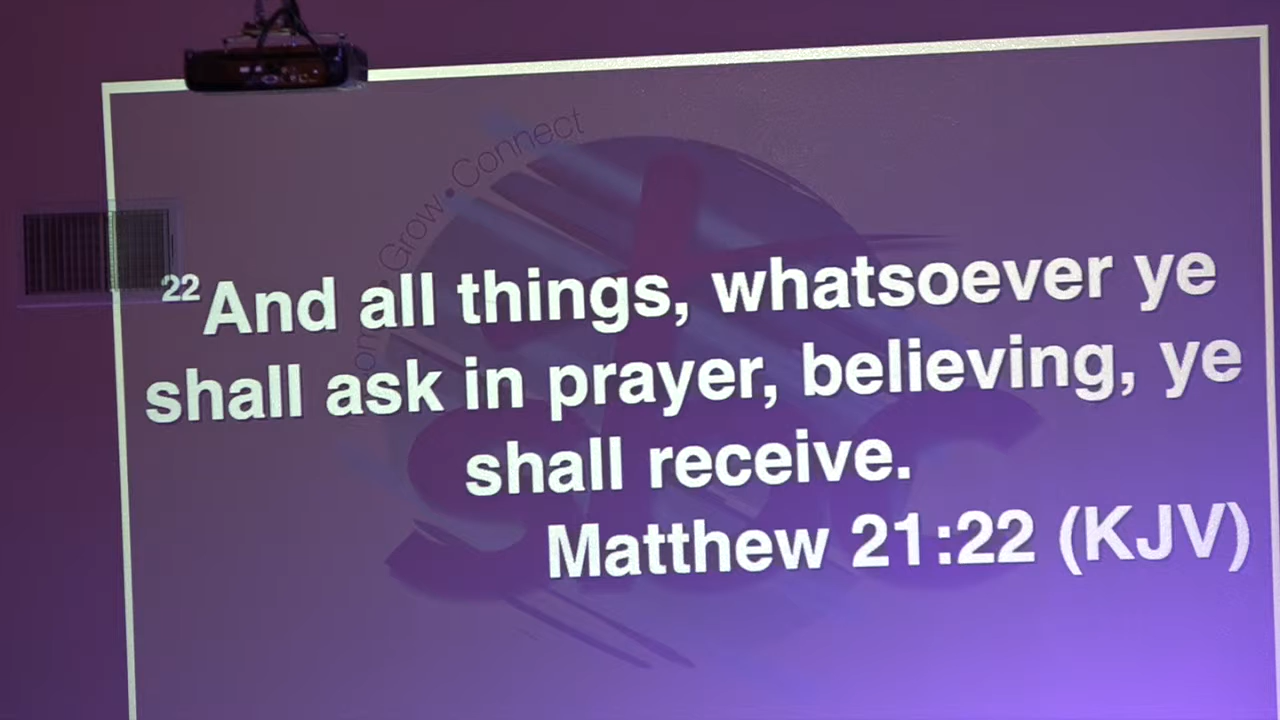 Grow • Connect
22And all things, whatsoever ye
shall ask in prayer, believing, ye
shall receive.
Matthew 21:22 (KJV)